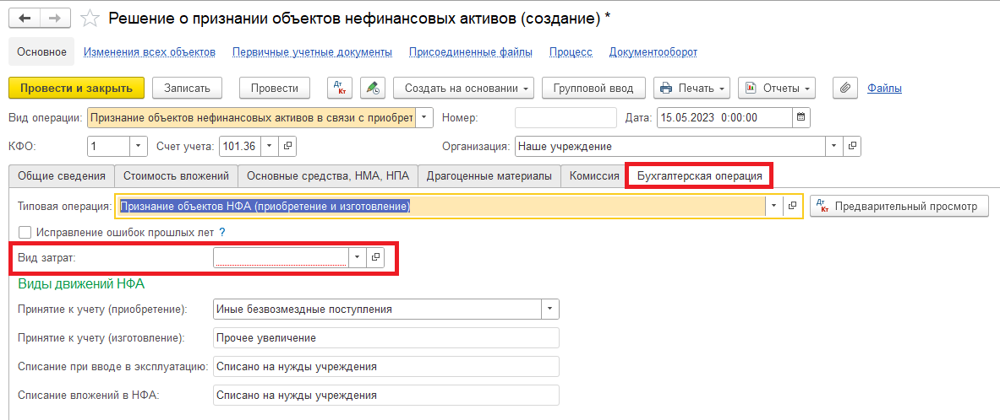 Решение о признании объектов нефинансовых активов (создание) *
Основное Изменения всех объектов Первичные учетные документы Присоединенные файлы Процесс Документооборот
Провести и закрыть Записать Провести Дт Кт Создать на основании Групповой ввод Печать Отчеты Файлы
Вид операции: Признание объектов нефинансовых активов в связи с приобрет Номер: Дата: 15.05.2023 0:00:00
КФО: 1 Счет учета: 101.36 Организация: Наше учреждение
Общие сведения Стоимость вложений Основные средства, НМА, НПА Драгоценные материалы Комиссия Бухгалтерская операция
Типовая операция: Признание объектов НФА (приобретение и изготовление) Дт Кт Предварительный просмотр
Исправление ошибок прошлых лет ?
Вид затрат:
Виды движений НФА
Принятие к учету (приобретение): Иные безвозмездные поступления
Принятие к учету (изготовление): Прочее увеличение
Списание при вводе в эксплуатацию: Списано на нужды учреждения
Списание вложений в НФА: Списано на нужды учреждения